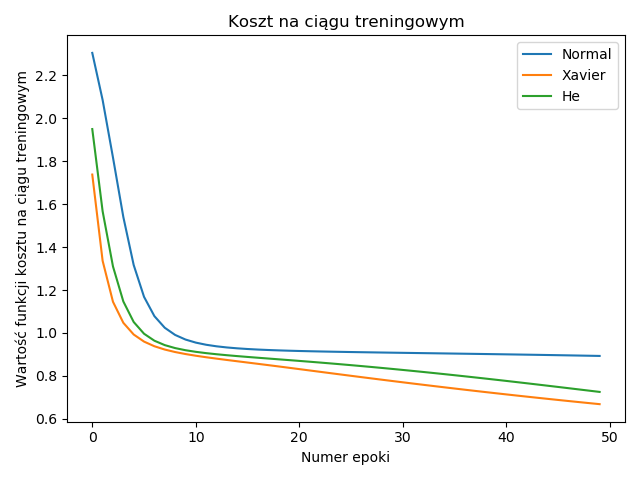 Koszt na ciągu treningowym
Normal
Xavier
He
Wartość funkcji kosztu na ciągu treningowym
2.2
2.0
1.8
1.6
1.4
1.2
1.0
0.8
0.6
0
10
20
30
40
50
Numer epoki